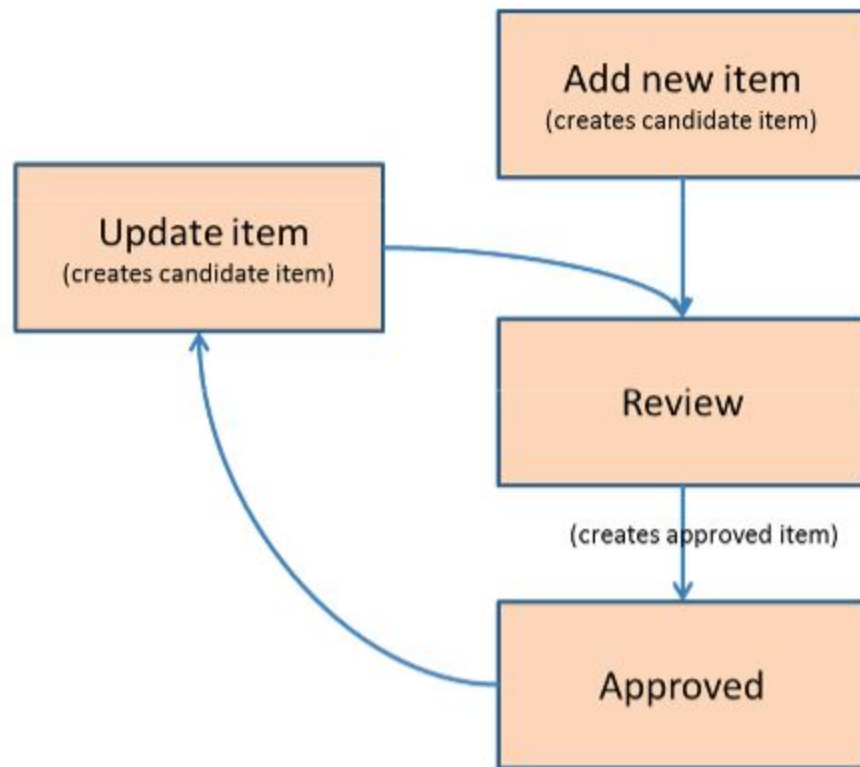 Add new item
(creates candidate item)
Update item
(creates candidate item)
Review
(creates approved item)
Approved